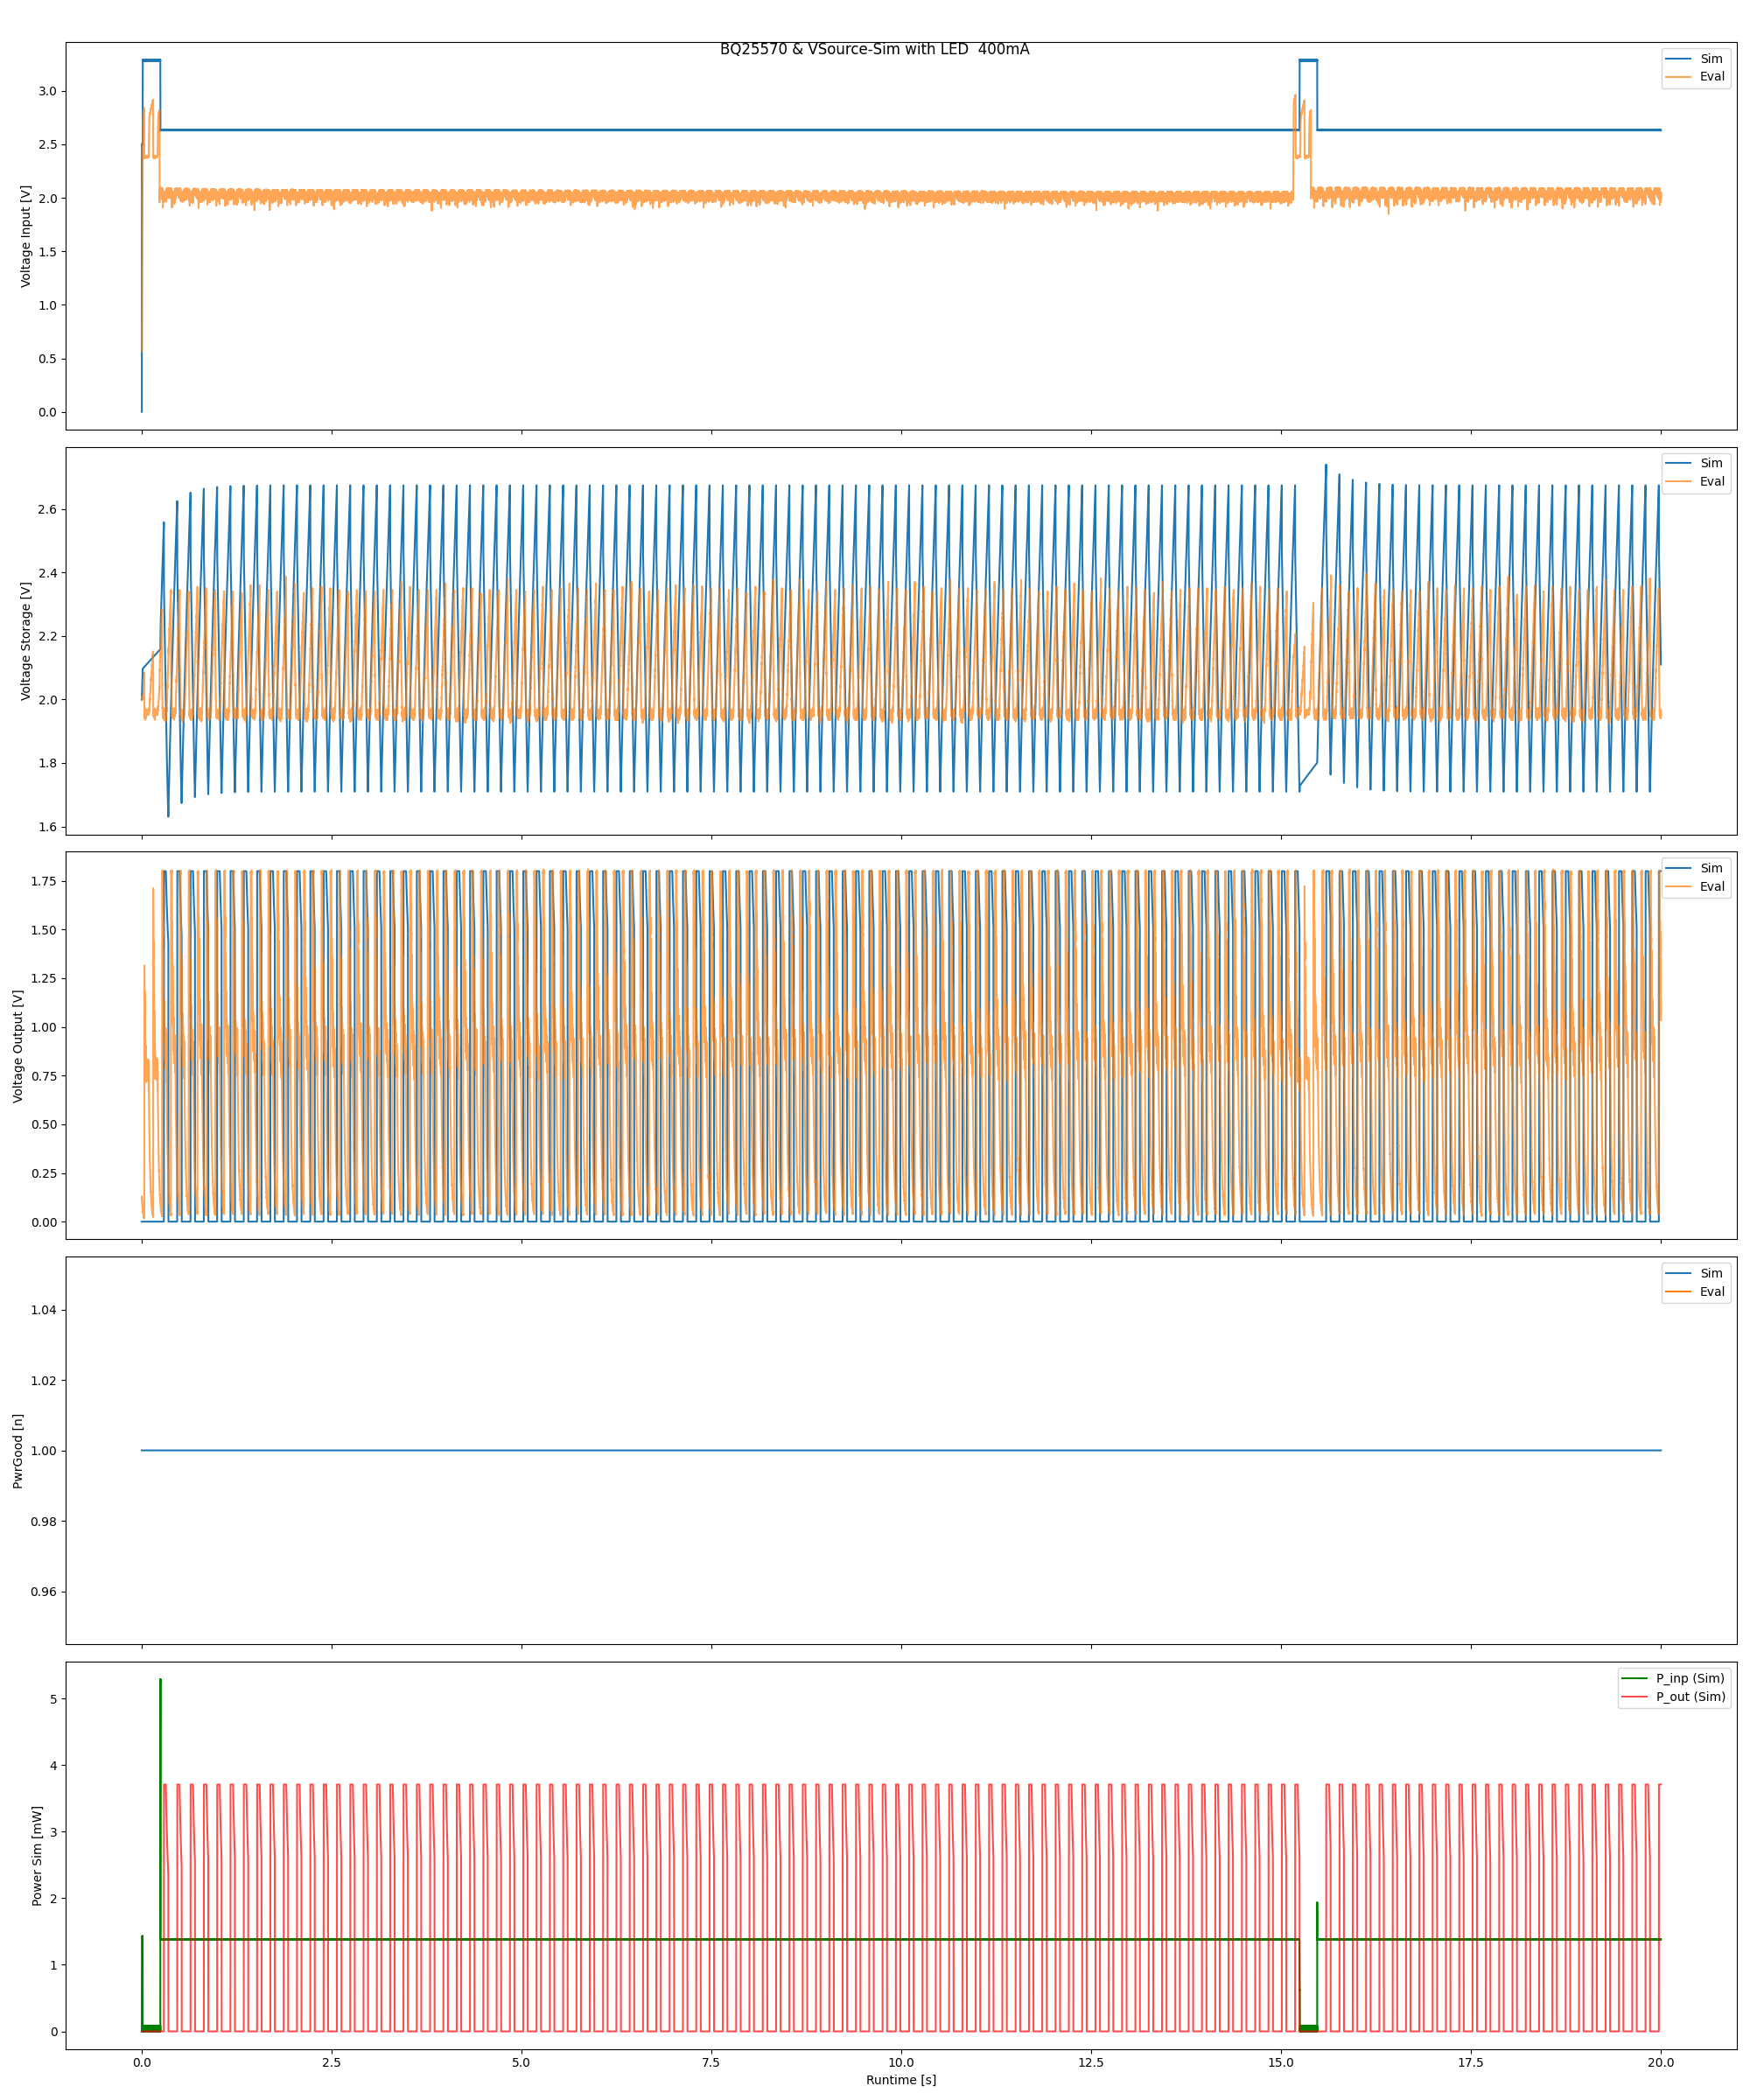 BQ25570 & VSource-Sim with LED  400mA
Voltage Input [V]
3.0
2.5
2.0
1.5
1.0
0.5
0.0
Sim
Eval
Voltage Storage [V]
2.6
2.4
2.2
2.0
1.8
1.6
Sim
Eval
Voltage Output [V]
1.75
1.50
1.25
1.00
0.75
0.50
0.25
0.00
Sim
Eval
PwrGood [n]
1.04
1.02
1.00
0.98
0.96
Sim
Eval
Power Sim [mW]
5
4
3
2
1
0
P_inp (Sim)
P_out (Sim)
0.0 2.5 5.0 7.5 10.0 12.5 15.0 17.5 20.0
Runtime [s]